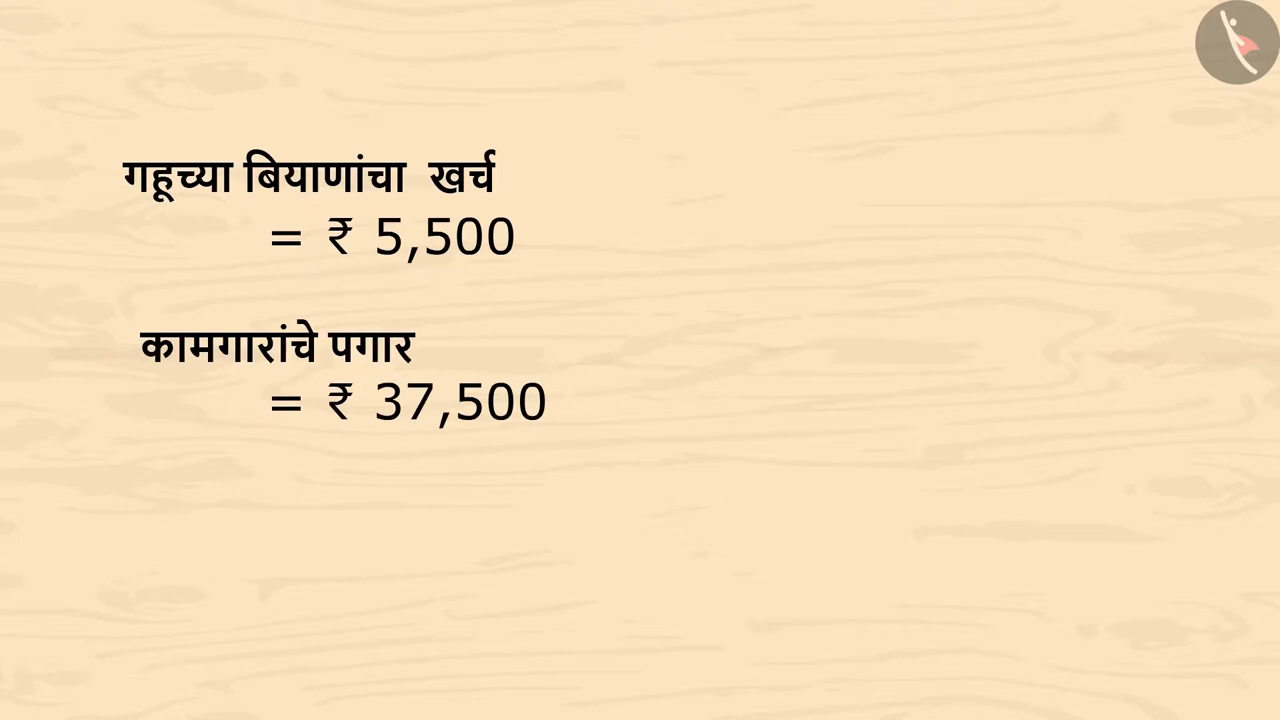 गहूच्या बियाणांचा खर्च
= ₹ 5,500
कामगारांचे पगार
= ₹ 37,500